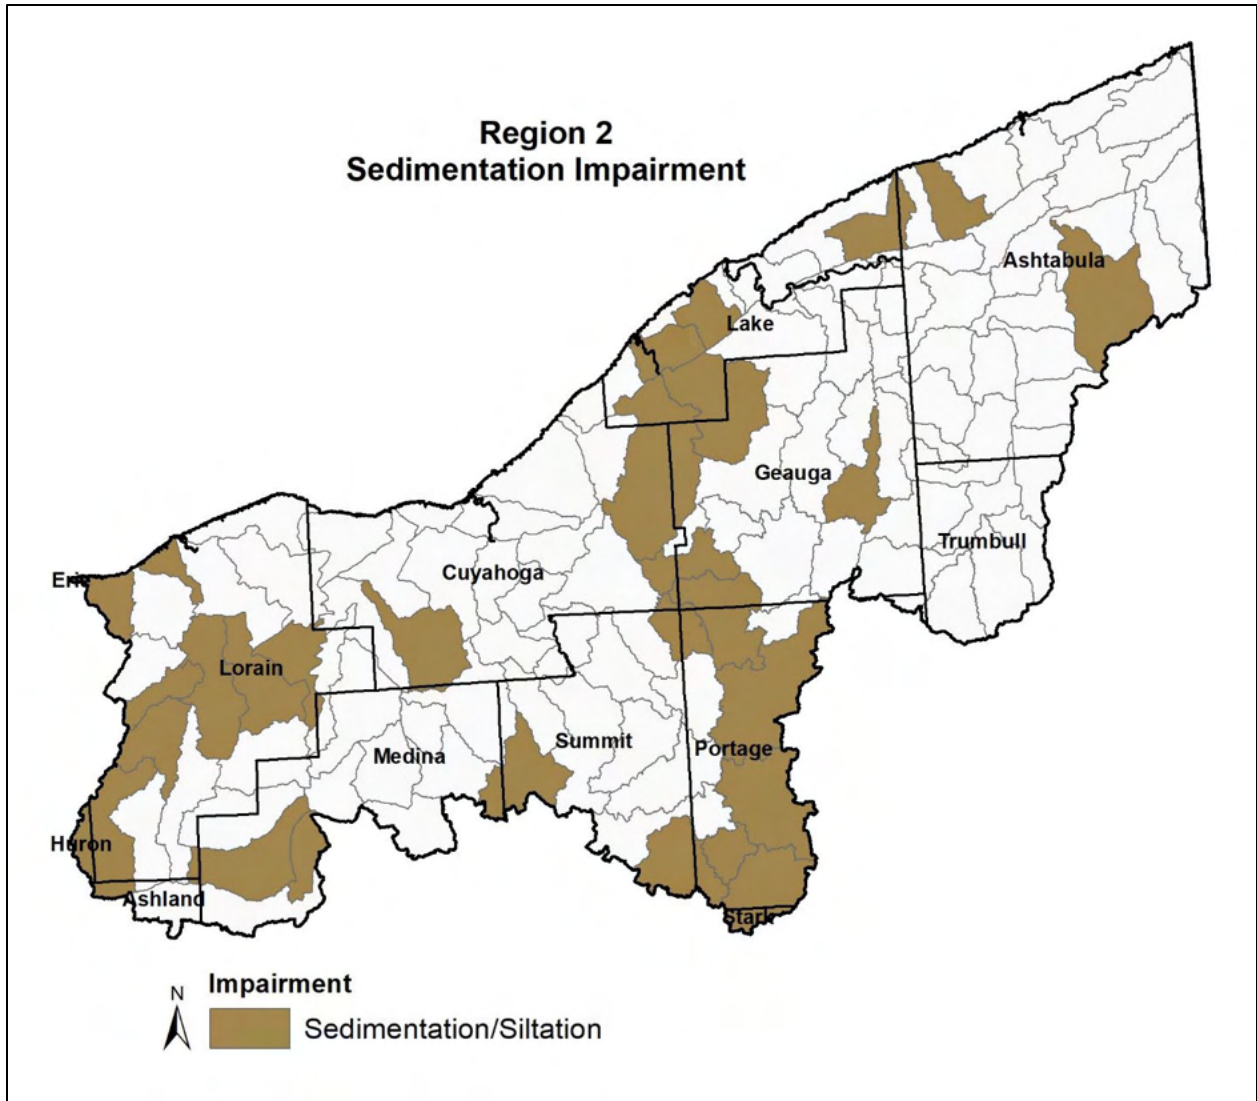 Region 2
Sedimentation Impairment
Ashtabula
Lake
Geauga
Trumbull
Cuyahoga
Erie
Lorain
Summit
Portage
Medina
Huron
Ashland
Stark
Impairment
N
Sedimentation/Siltation